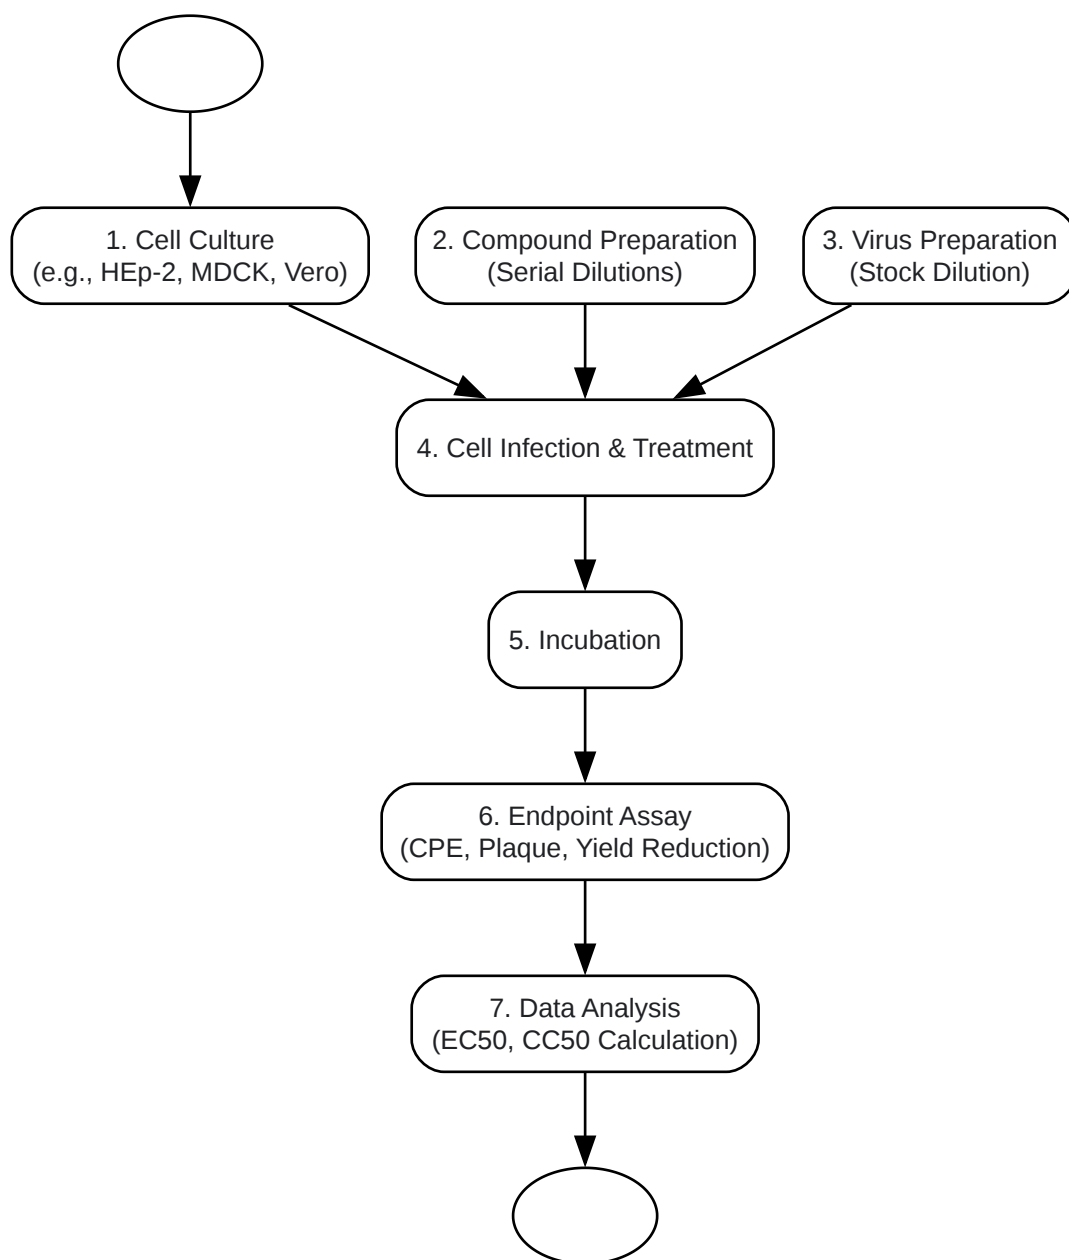 1. Cell Culture
(e.g., HEp-2, MDCK, Vero)
2. Compound Preparation
(Serial Dilutions)
3. Virus Preparation
(Stock Dilution)
4. Cell Infection & Treatment
5. Incubation
6. Endpoint Assay
(CPE, Plaque, Yield Reduction)
7. Data Analysis
(EC50, CC50 Calculation)